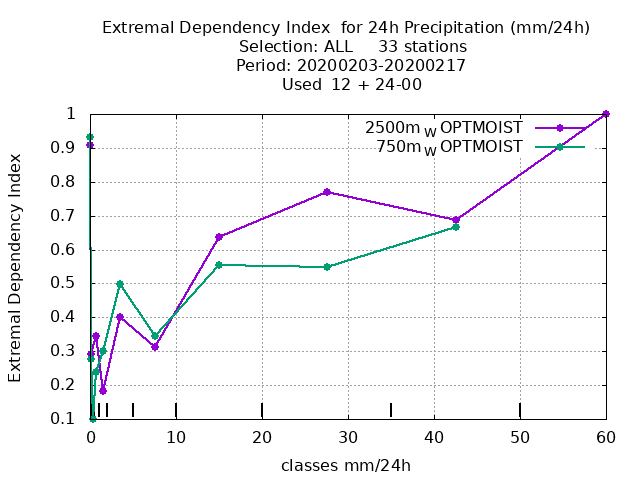 Extremal Dependency Index  for 24h Precipitation (mm/24h)
Selection: ALL     33 stations
Period: 20200203-20200217
Used  12 + 24-00
2500m WOPTMOIST
750m WOPTMOIST
1
0.9
0.8
0.7
0.6
0.5
0.4
0.3
0.2
0.1
Extremal Dependency Index
0 10 20 30 40 50 60
classes mm/24h